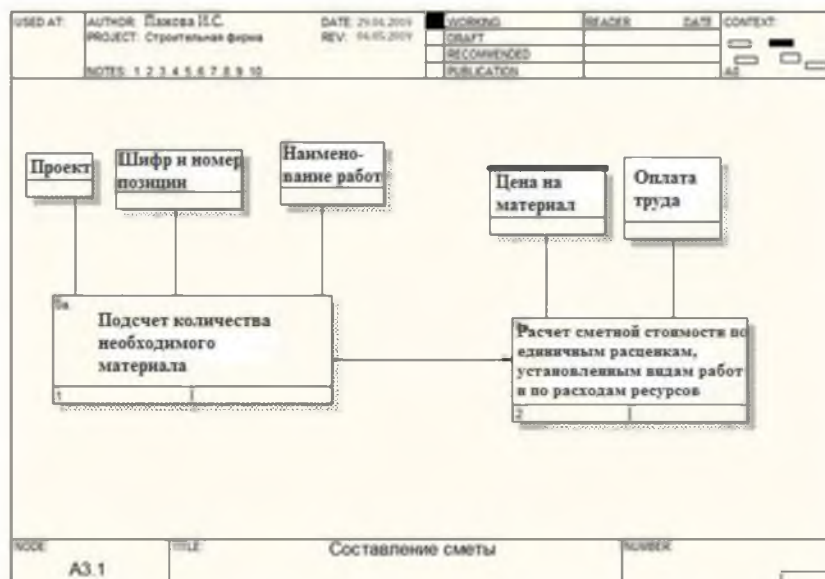 USED AT:
AUTHOR: Пажова И.С.
DATE: 29.04.2009
PROJECT: Строительная фирма
REV: 04.05.2009
NOTES: 1 2 3 4 5 6 7 8 9 10
WORKING
DRAFT
RECOMMENDED
PUBLICATION
READER
DATE
CONTEXT:
A0
Проект
Шифр и номер
позиции
Наимено-
вание работ
Цена на
материал
Оплата
труда
Подсчет количества
необходимого
материала
1
Расчет сметной стоимости по
единичным расценкам,
установленным видам работ
и по расходам ресурсов
2
NODE:
A3.1
TITLE:
Составление сметы
NUMBER: